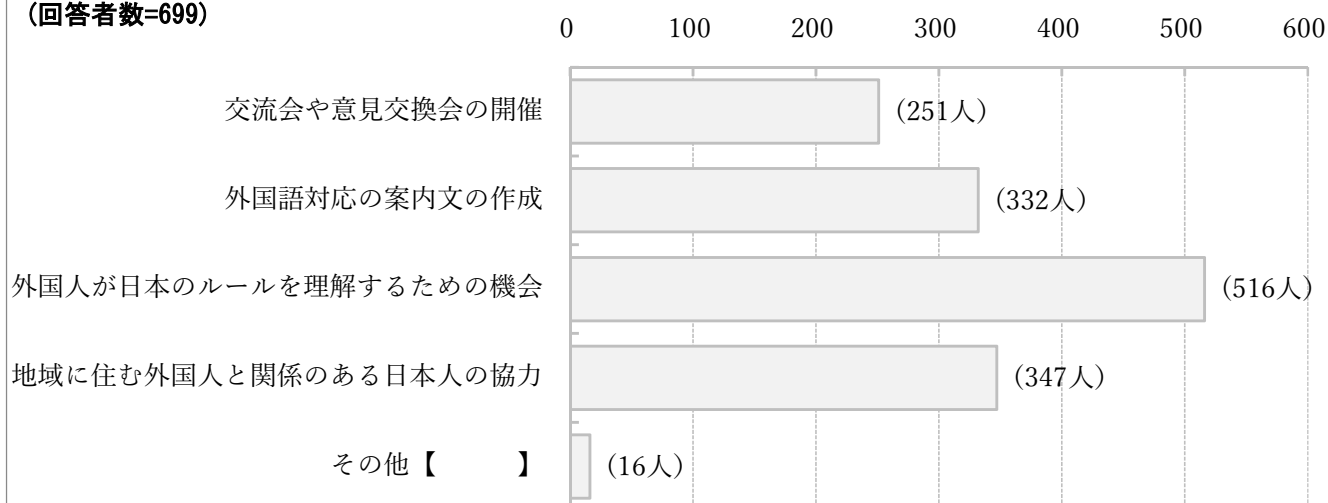 (回答者数=699)
0 100 200 300 400 500 600
交流会や意見交換会の開催 (251人)
外国語対応の案内文の作成 (332人)
外国人が日本のルールを理解するための機会 (516人)
地域に住む外国人と関係のある日本人の協力 (347人)
その他【　　　】 (16人)